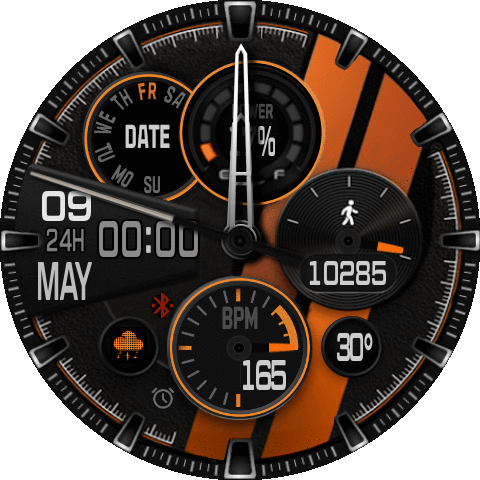 SU MO TU WE TH FR SA
DATE
%
E F
09
24H 00:00
MAY
10285
BPM
165
30°